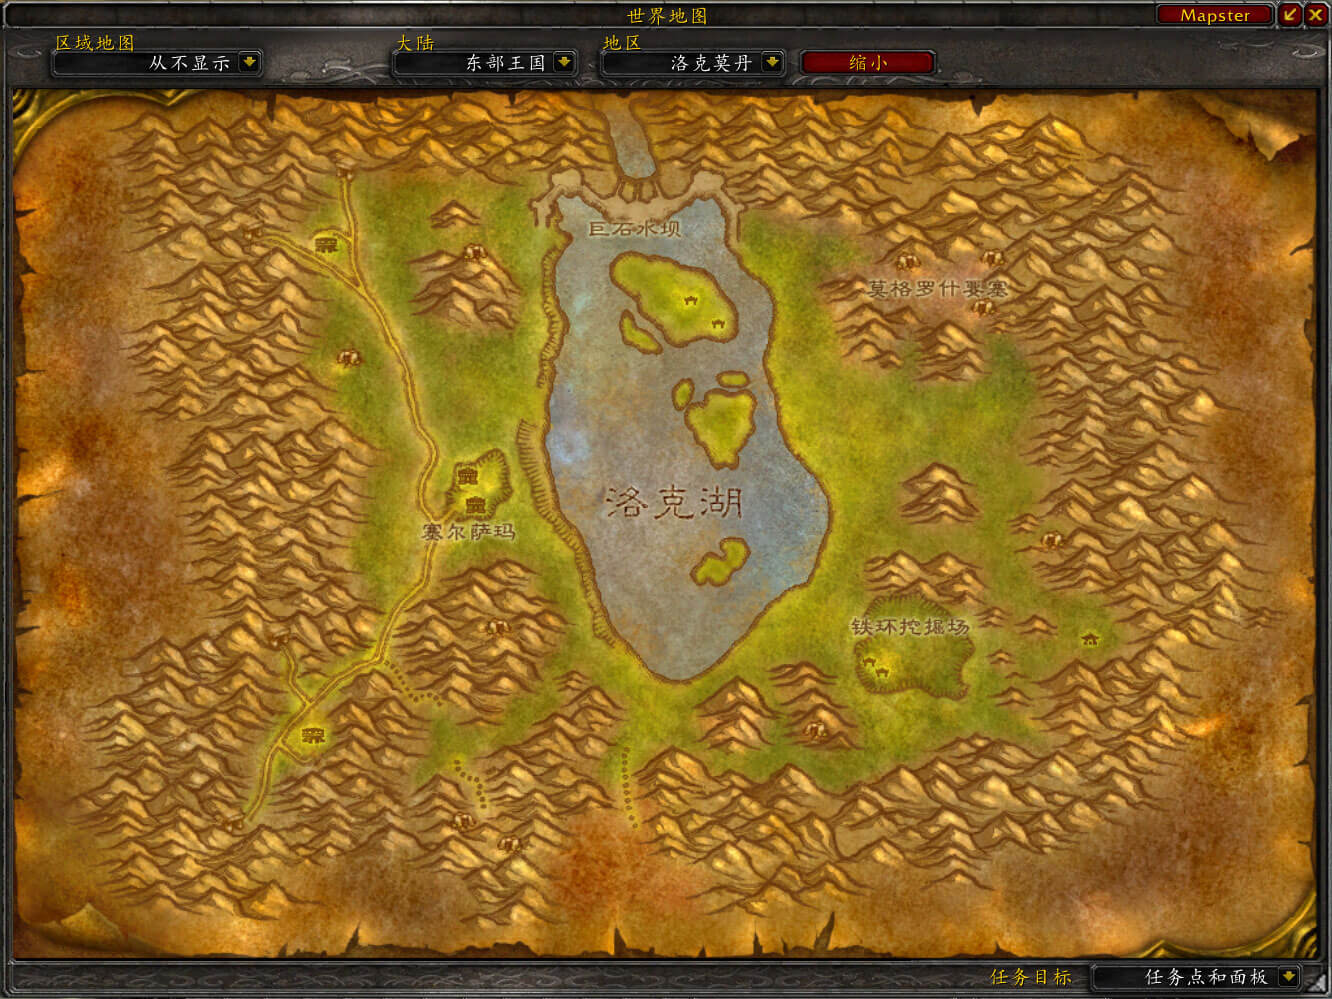 世界地图
Mapster
区域地图
大陆
地区
从不显示
东部王国
洛克莫丹
缩小
巨石水坝
莫格罗什要塞
洛克湖
塞尔萨玛
铁环挖掘场
任务目标
任务点和面板